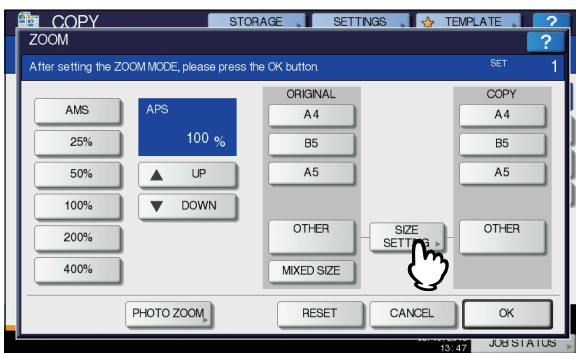 COPY STORAGE SETTINGS TEMPLATE ?
ZOOM ?
After setting the ZOOM MODE, please press the OK button. SET 1
ORIGINAL COPY
AMS APS A4 A4
25% 100 % B5 B5
50% UP A5 A5
100% DOWN
200% OTHER SIZE OTHER
SETTING
400% MIXED SIZE
PHOTO ZOOM RESET CANCEL OK
13:47 JOB STATUS